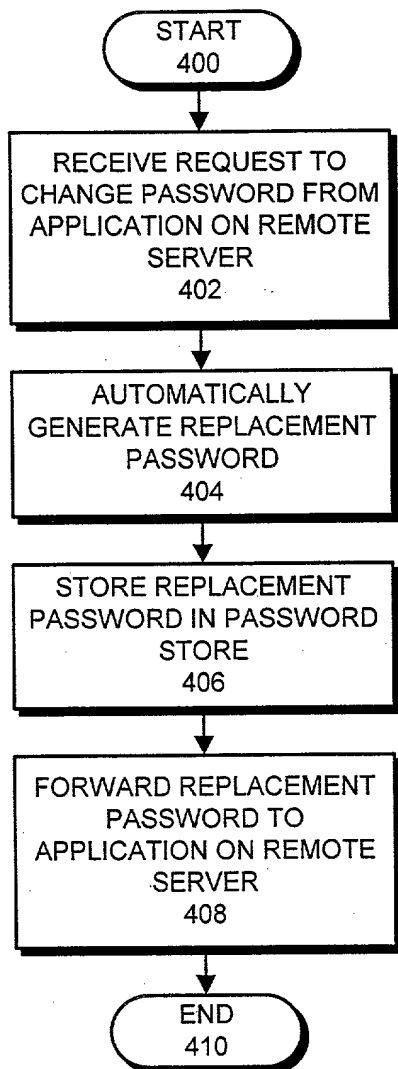 START
400
RECEIVE REQUEST TO
CHANGE PASSWORD FROM
APPLICATION ON REMOTE
SERVER
402
AUTOMATICALLY
GENERATE REPLACEMENT
PASSWORD
404
STORE REPLACEMENT
PASSWORD IN PASSWORD
STORE
406
FORWARD REPLACEMENT
PASSWORD TO
APPLICATION ON REMOTE
SERVER
408
END
410